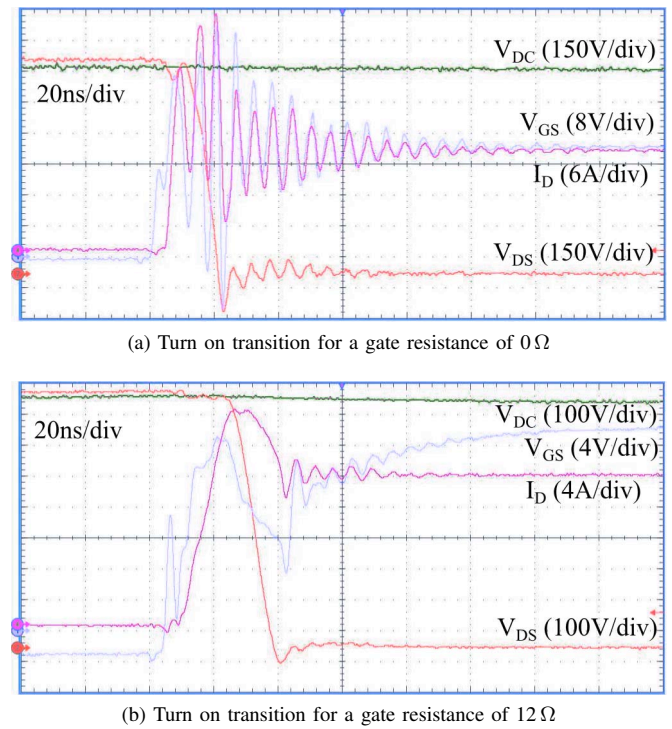 V_DC (150V/div)
20ns/div
V_GS (8V/div)
I_D (6A/div)
V_DS (150V/div)
(a) Turn on transition for a gate resistance of 0 Ω
20ns/div
V_DC (100V/div)
V_GS (4V/div)
I_D (4A/div)
V_DS (100V/div)
(b) Turn on transition for a gate resistance of 12 Ω